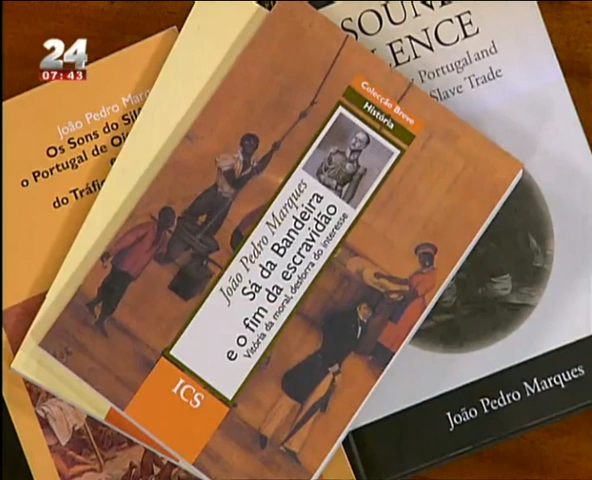 24
07:43
João Pedro Marq
Os Sons do Sil
o Portugal de Oi
do Tráfi
Colecção Breve
História
João Pedro Marques
Sá da Bandeira
e o fim da escravidão
Vitória da moral, desforra do interesse
ICS
SOUN
LENCE
Portugal and
Slave Trade
João Pedro Marques